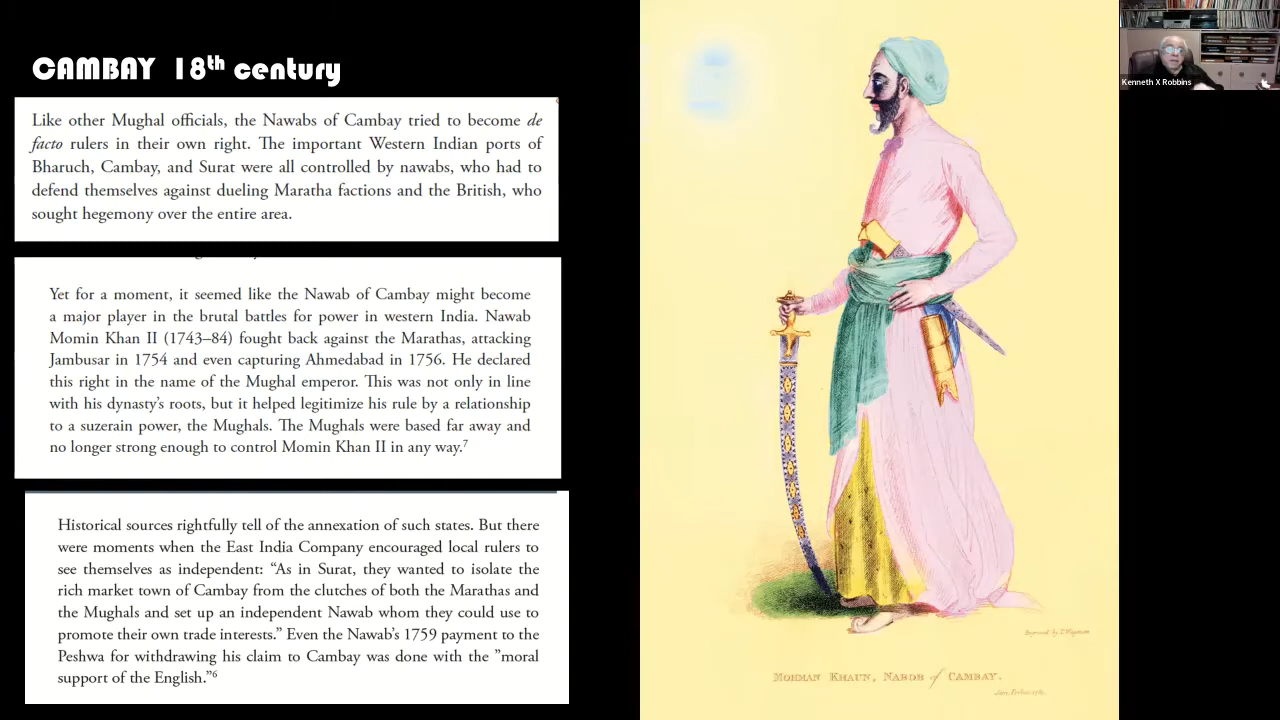 CAMBAY 18th century
Like other Mughal officials, the Nawabs of Cambay tried to become de
facto rulers in their own right. The important Western Indian ports of
Bharuch, Cambay, and Surat were all controlled by nawabs, who had to
defend themselves against dueling Maratha factions and the British, who
sought hegemony over the entire area.
Yet for a moment, it seemed like the Nawab of Cambay might become
a major player in the brutal battles for power in western India. Nawab
Momin Khan II (1743–84) fought back against the Marathas, attacking
Jambusar in 1754 and even capturing Ahmedabad in 1756. He declared
this right in the name of the Mughal emperor. This was not only in line
with his dynasty's roots, but it helped legitimize his rule by a relationship
to a suzerain power, the Mughals. The Mughals were based far away and
no longer strong enough to control Momin Khan II in any way.7
Historical sources rightfully tell of the annexation of such states. But there
were moments when the East India Company encouraged local rulers to
see themselves as independent: “As in Surat, they wanted to isolate the
rich market town of Cambay from the clutches of both the Marathas and
the Mughals and set up an independent Nawab whom they could use to
promote their own trade interests.” Even the Nawab's 1759 payment to the
Peshwa for withdrawing his claim to Cambay was done with the ”moral
support of the English.”6
Engraved by
MOHMAN KHAUN, NABOB of CAMBAY.
Kenneth X Robbins